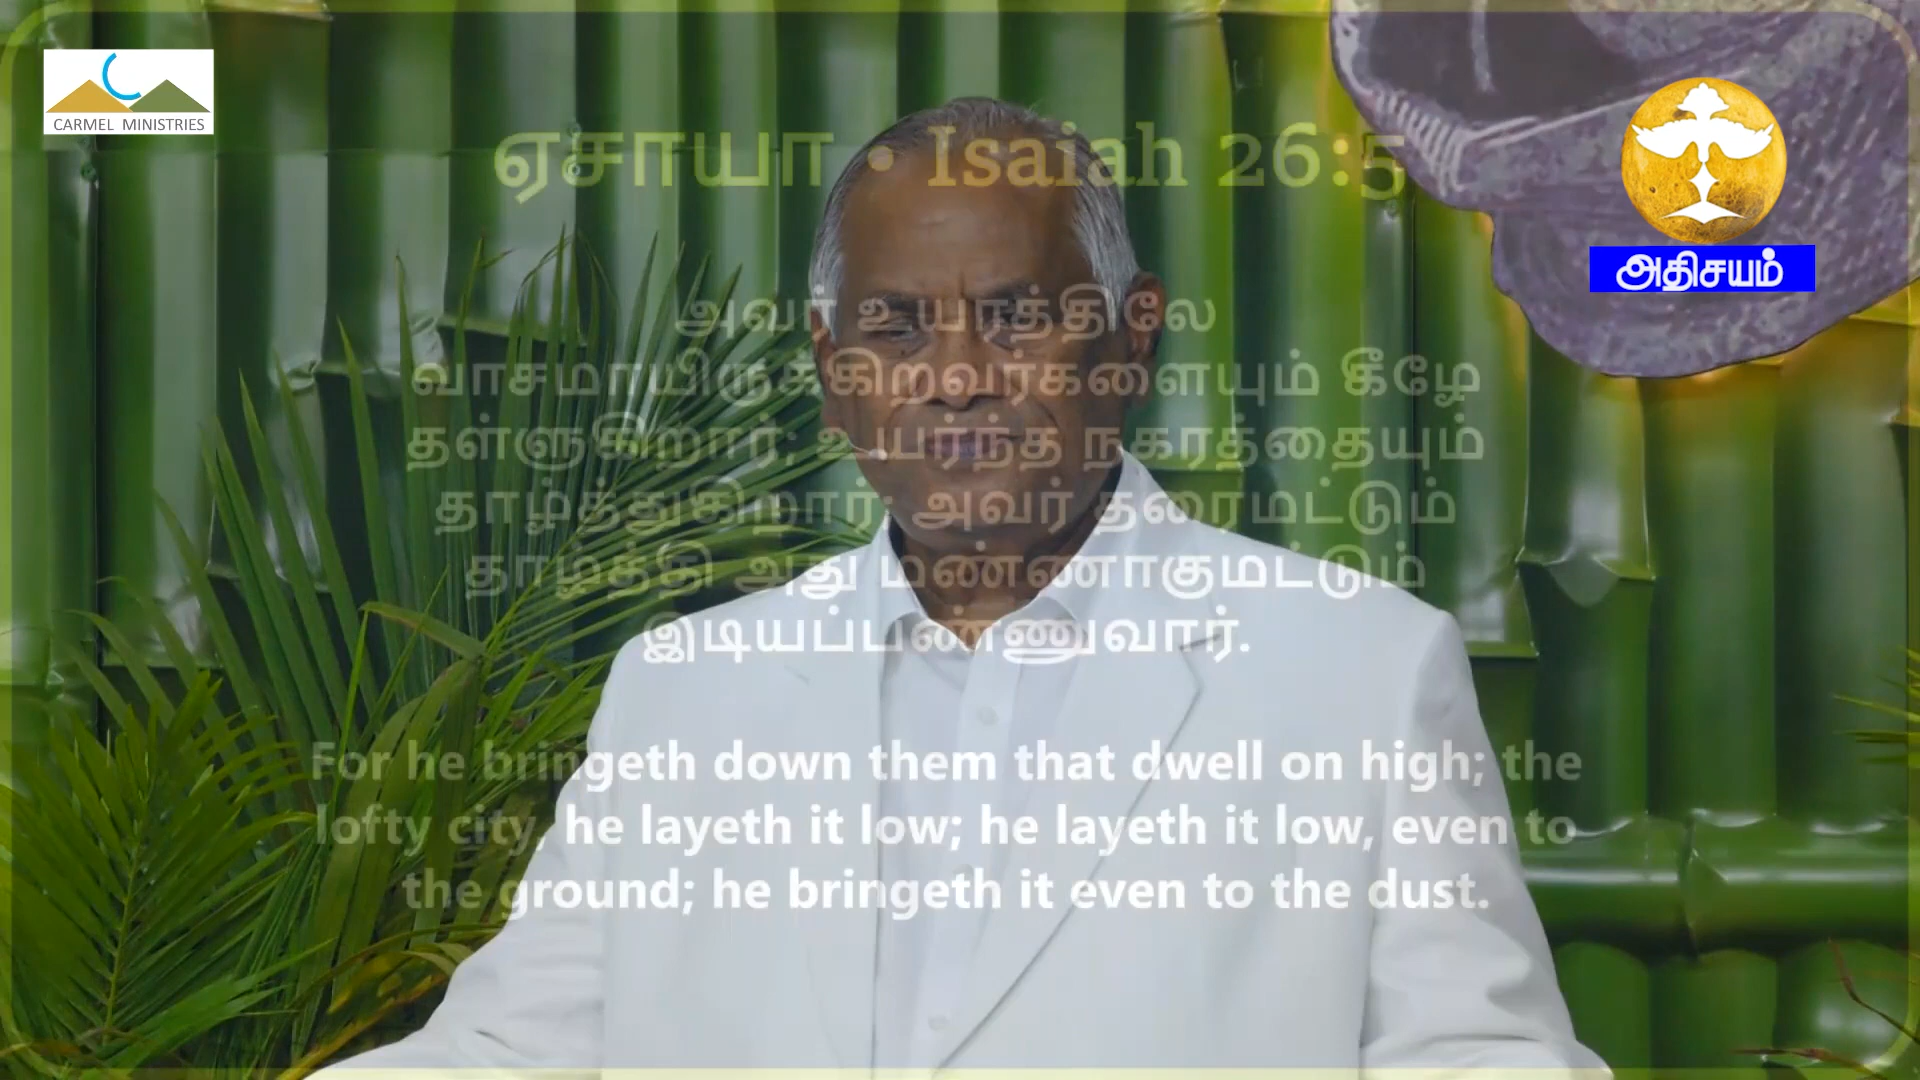 CARMEL MINISTRIES
ஏசாயா • Isaiah 26:5
அதிசயம்
அவர் உயரத்திலே
வாசமாயிருக்கிறவர்களையும் கீழே
தள்ளுகிறார்; உயர்ந்த நகரத்தையும்
தாழ்த்துகிறார்; அவர் தரைமட்டும்
தாழ்த்தி அது மண்ணாகுமட்டும்
இடியப்பண்ணுவார்.
For he bringeth down them that dwell on high; the
lofty city, he layeth it low; he layeth it low, even to
the ground; he bringeth it even to the dust.